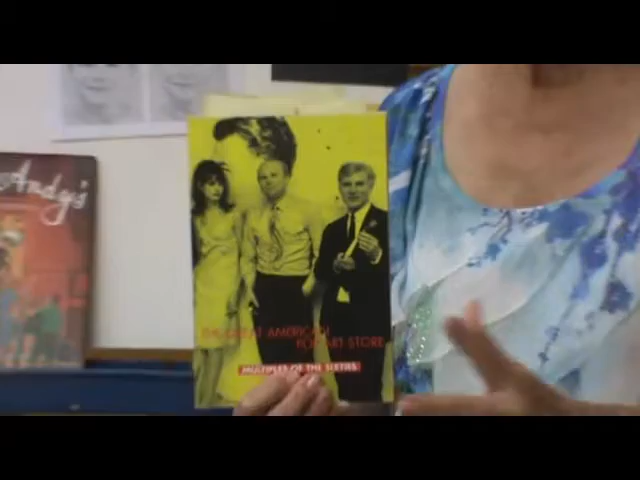 Andy's
THE GREAT AMERICAN
POP ART STORE
MULTIPLES OF THE SIXTIES